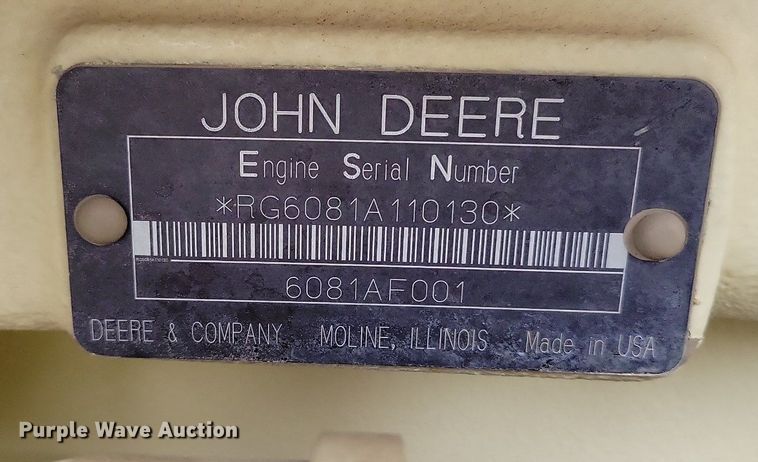 JOHN DEERE
Engine Serial Number
*RG6081A110130*
6081AF001
DEERE & COMPANY MOLINE, ILLINOIS Made in USA
Purple Wave Auction